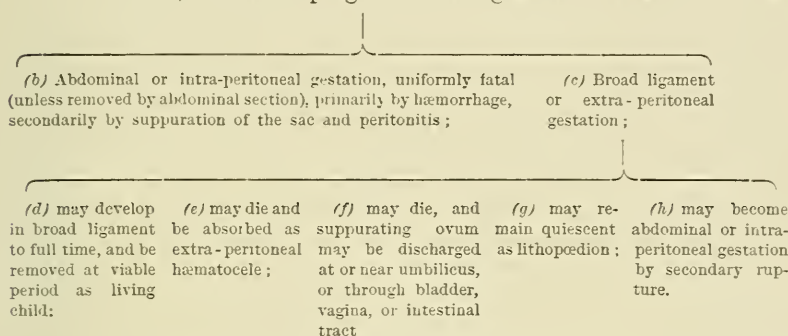 (b) Abdominal or intra-peritoneal gestation, uniformly fatal
(unless removed by abdominal section), primarily by hæmorrhage,
secondarily by suppuration of the sac and peritonitis ;
(c) Broad ligament
or extra-peritoneal
gestation ;
(d) may develop
in broad ligament
to full time, and be
removed at viable
period as living
child:
(e) may die and
be absorbed as
extra-peritoneal
hæmatocele ;
(f) may die, and
suppurating ovum
may be discharged
at or near umbilicus,
or through bladder,
vagina, or intestinal
tract
(g) may re-
main quiescent
as lithopœdion ;
(h) may become
abdominal or intra-
peritoneal gestation
by secondary rup-
ture.